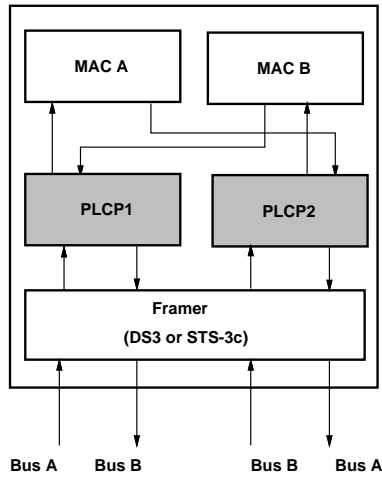 MAC A
MAC B
PLCP1
PLCP2
Framer
(DS3 or STS-3c)
Bus A Bus B Bus B Bus A